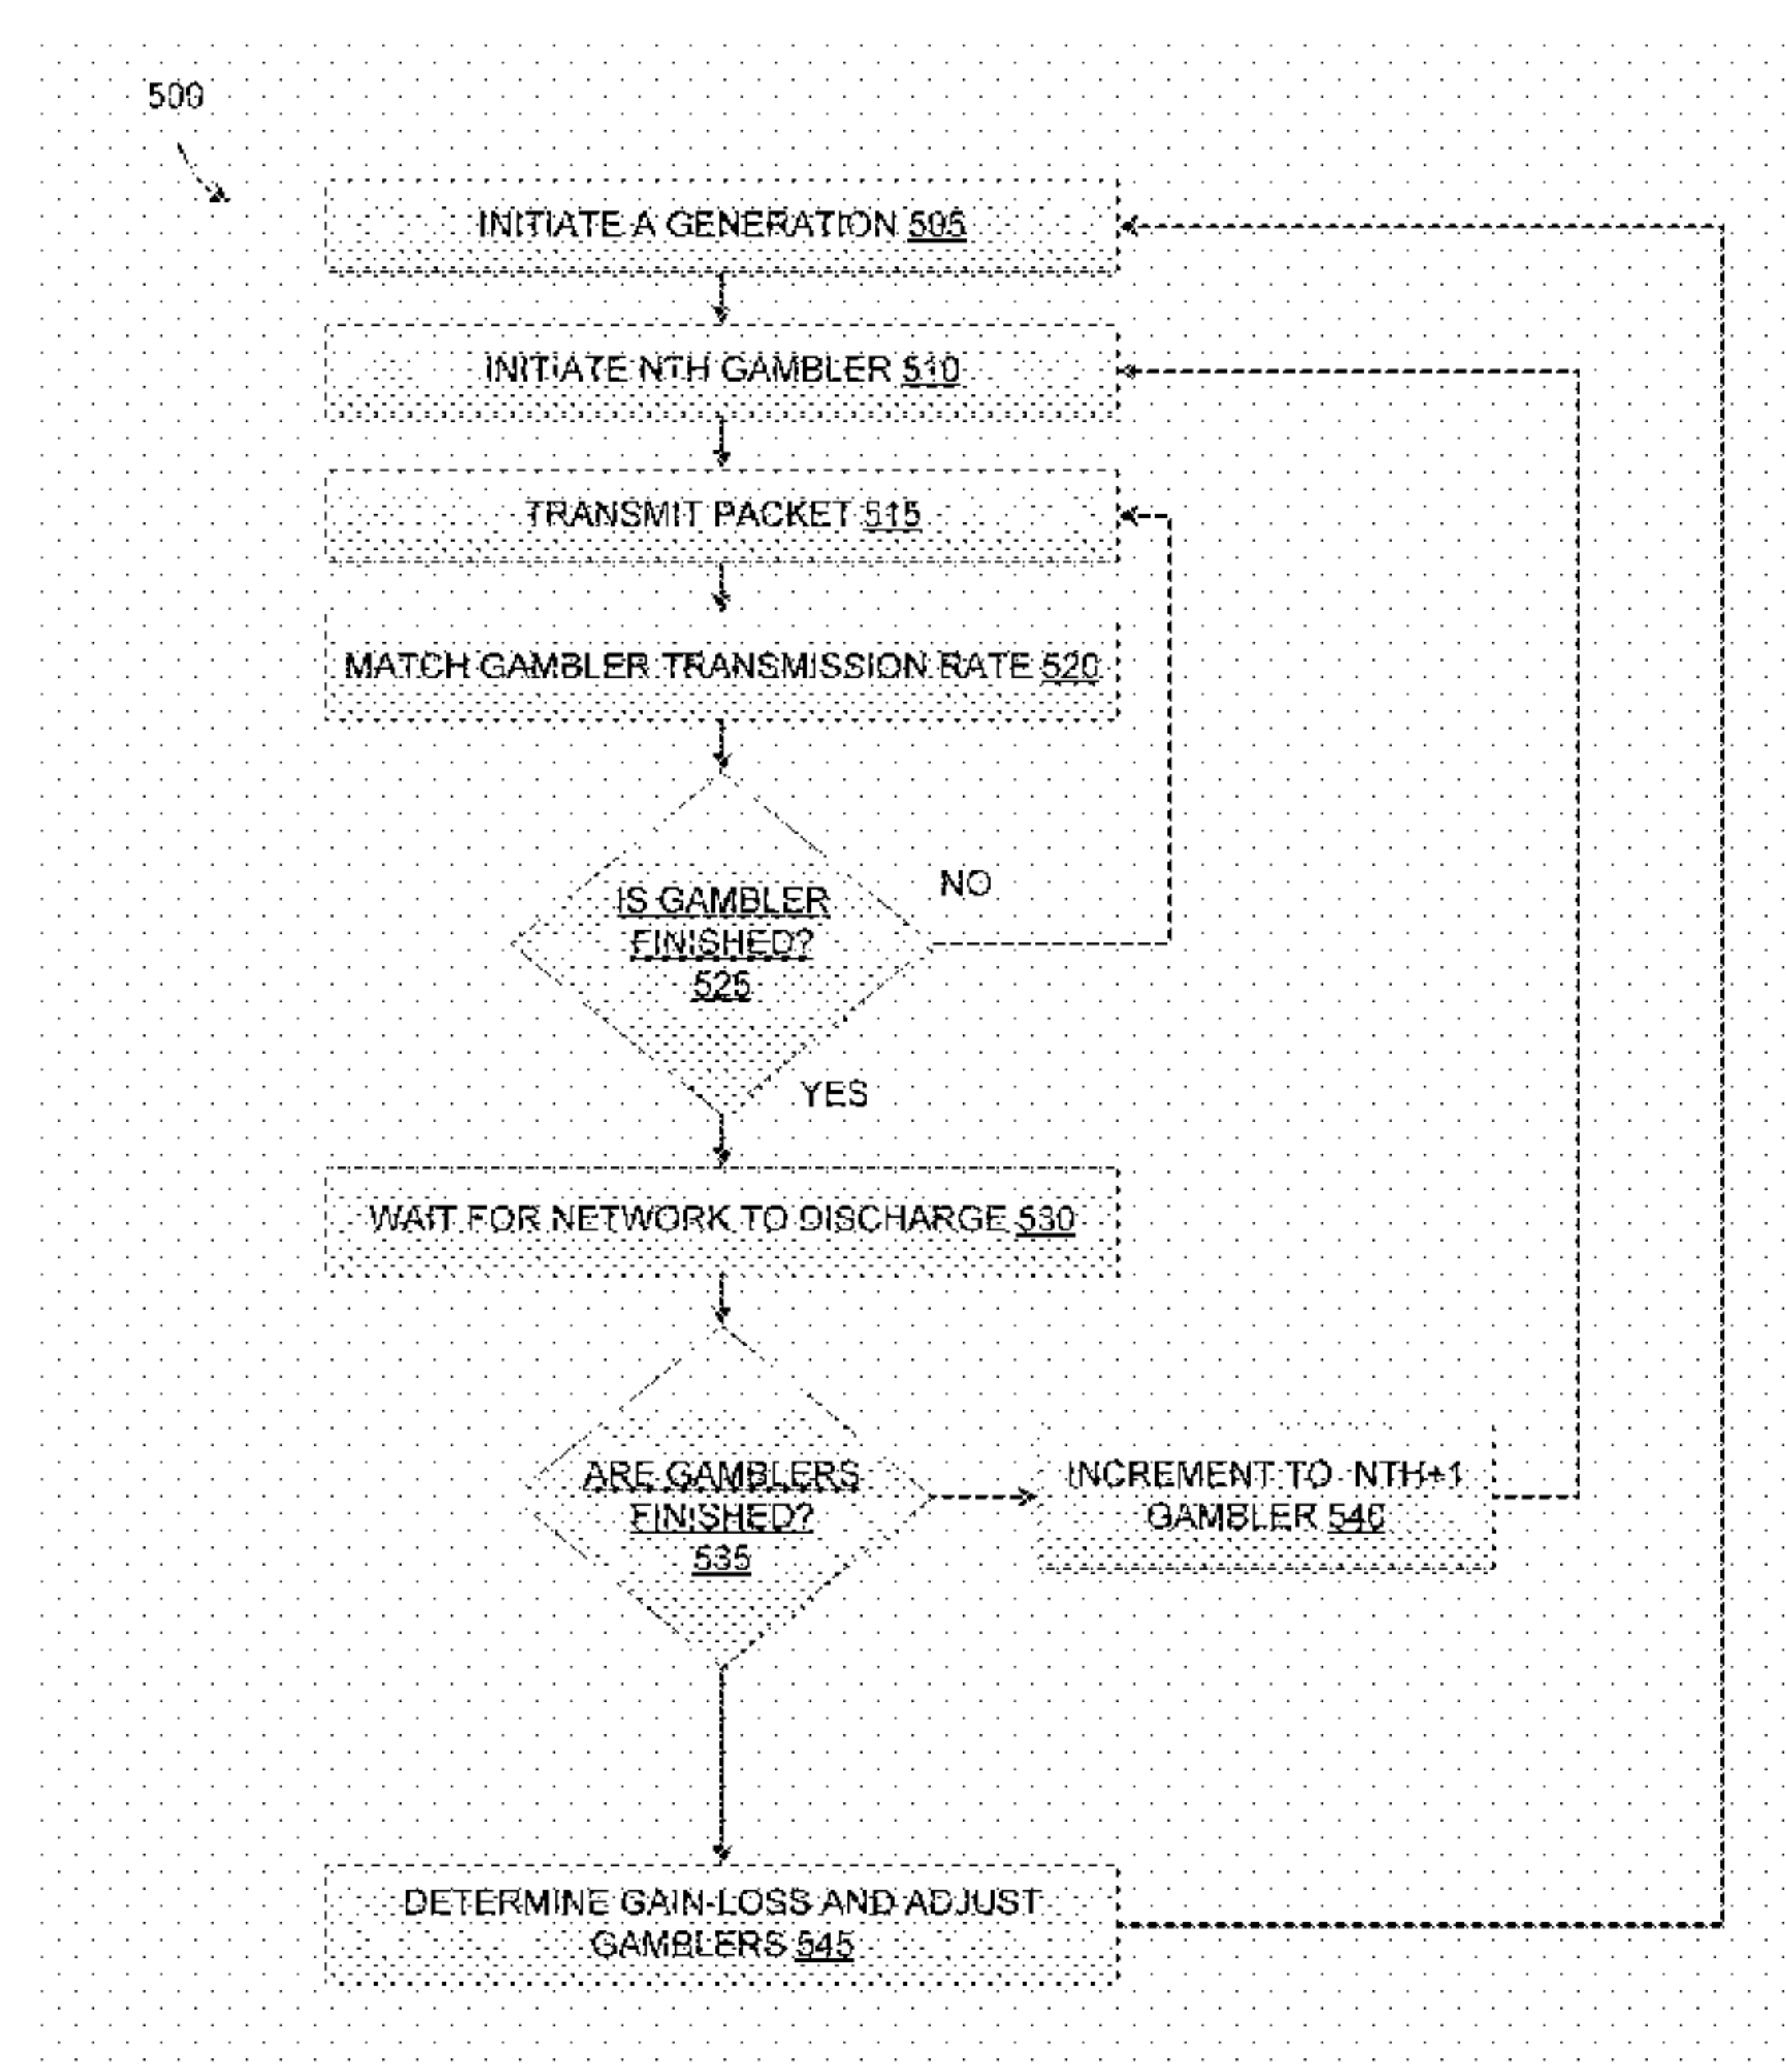 500
INITIATE A GENERATION 505
INITIATE NTH GAMBLER 510
TRANSMIT PACKET 515
MATCH GAMBLER TRANSMISSION RATE 520
IS GAMBLER
FINISHED?
525
NO
YES
WAIT FOR NETWORK TO DISCHARGE 530
ARE GAMBLERS
FINISHED?
535
INCREMENT TO NTH+1
GAMBLER 540
DETERMINE GAIN-LOSS AND ADJUST
GAMBLERS 545